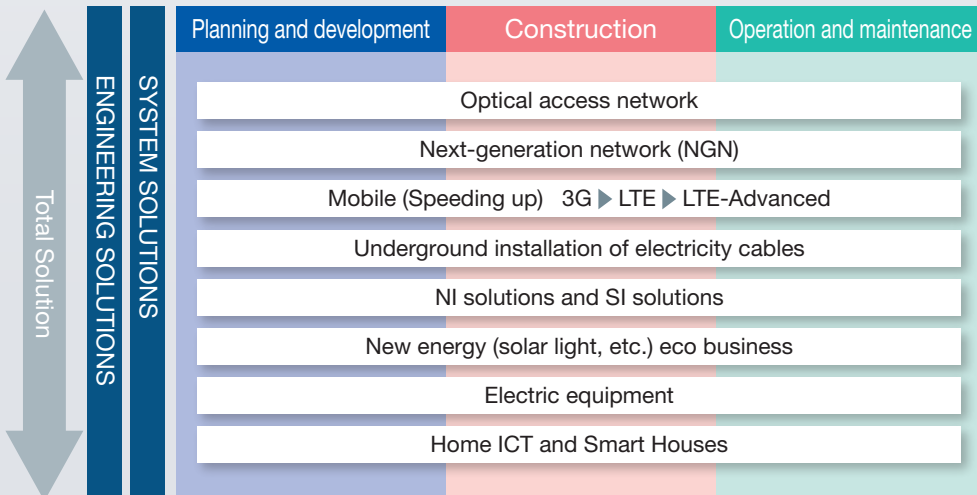 Planning and development
Construction
Operation and maintenance
Total Solution
ENGINEERING SOLUTIONS
SYSTEM SOLUTIONS
Optical access network
Next-generation network (NGN)
Mobile (Speeding up) 3G ▶ LTE ▶ LTE-Advanced
Underground installation of electricity cables
NI solutions and SI solutions
New energy (solar light, etc.) eco business
Electric equipment
Home ICT and Smart Houses